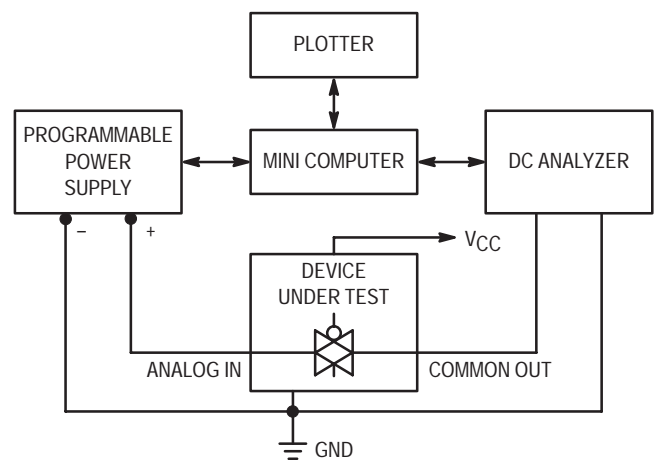 PLOTTER
PROGRAMMABLE
POWER
SUPPLY
MINI COMPUTER
DC ANALYZER
–
+
VCC
DEVICE
UNDER TEST
ANALOG IN
COMMON OUT
GND